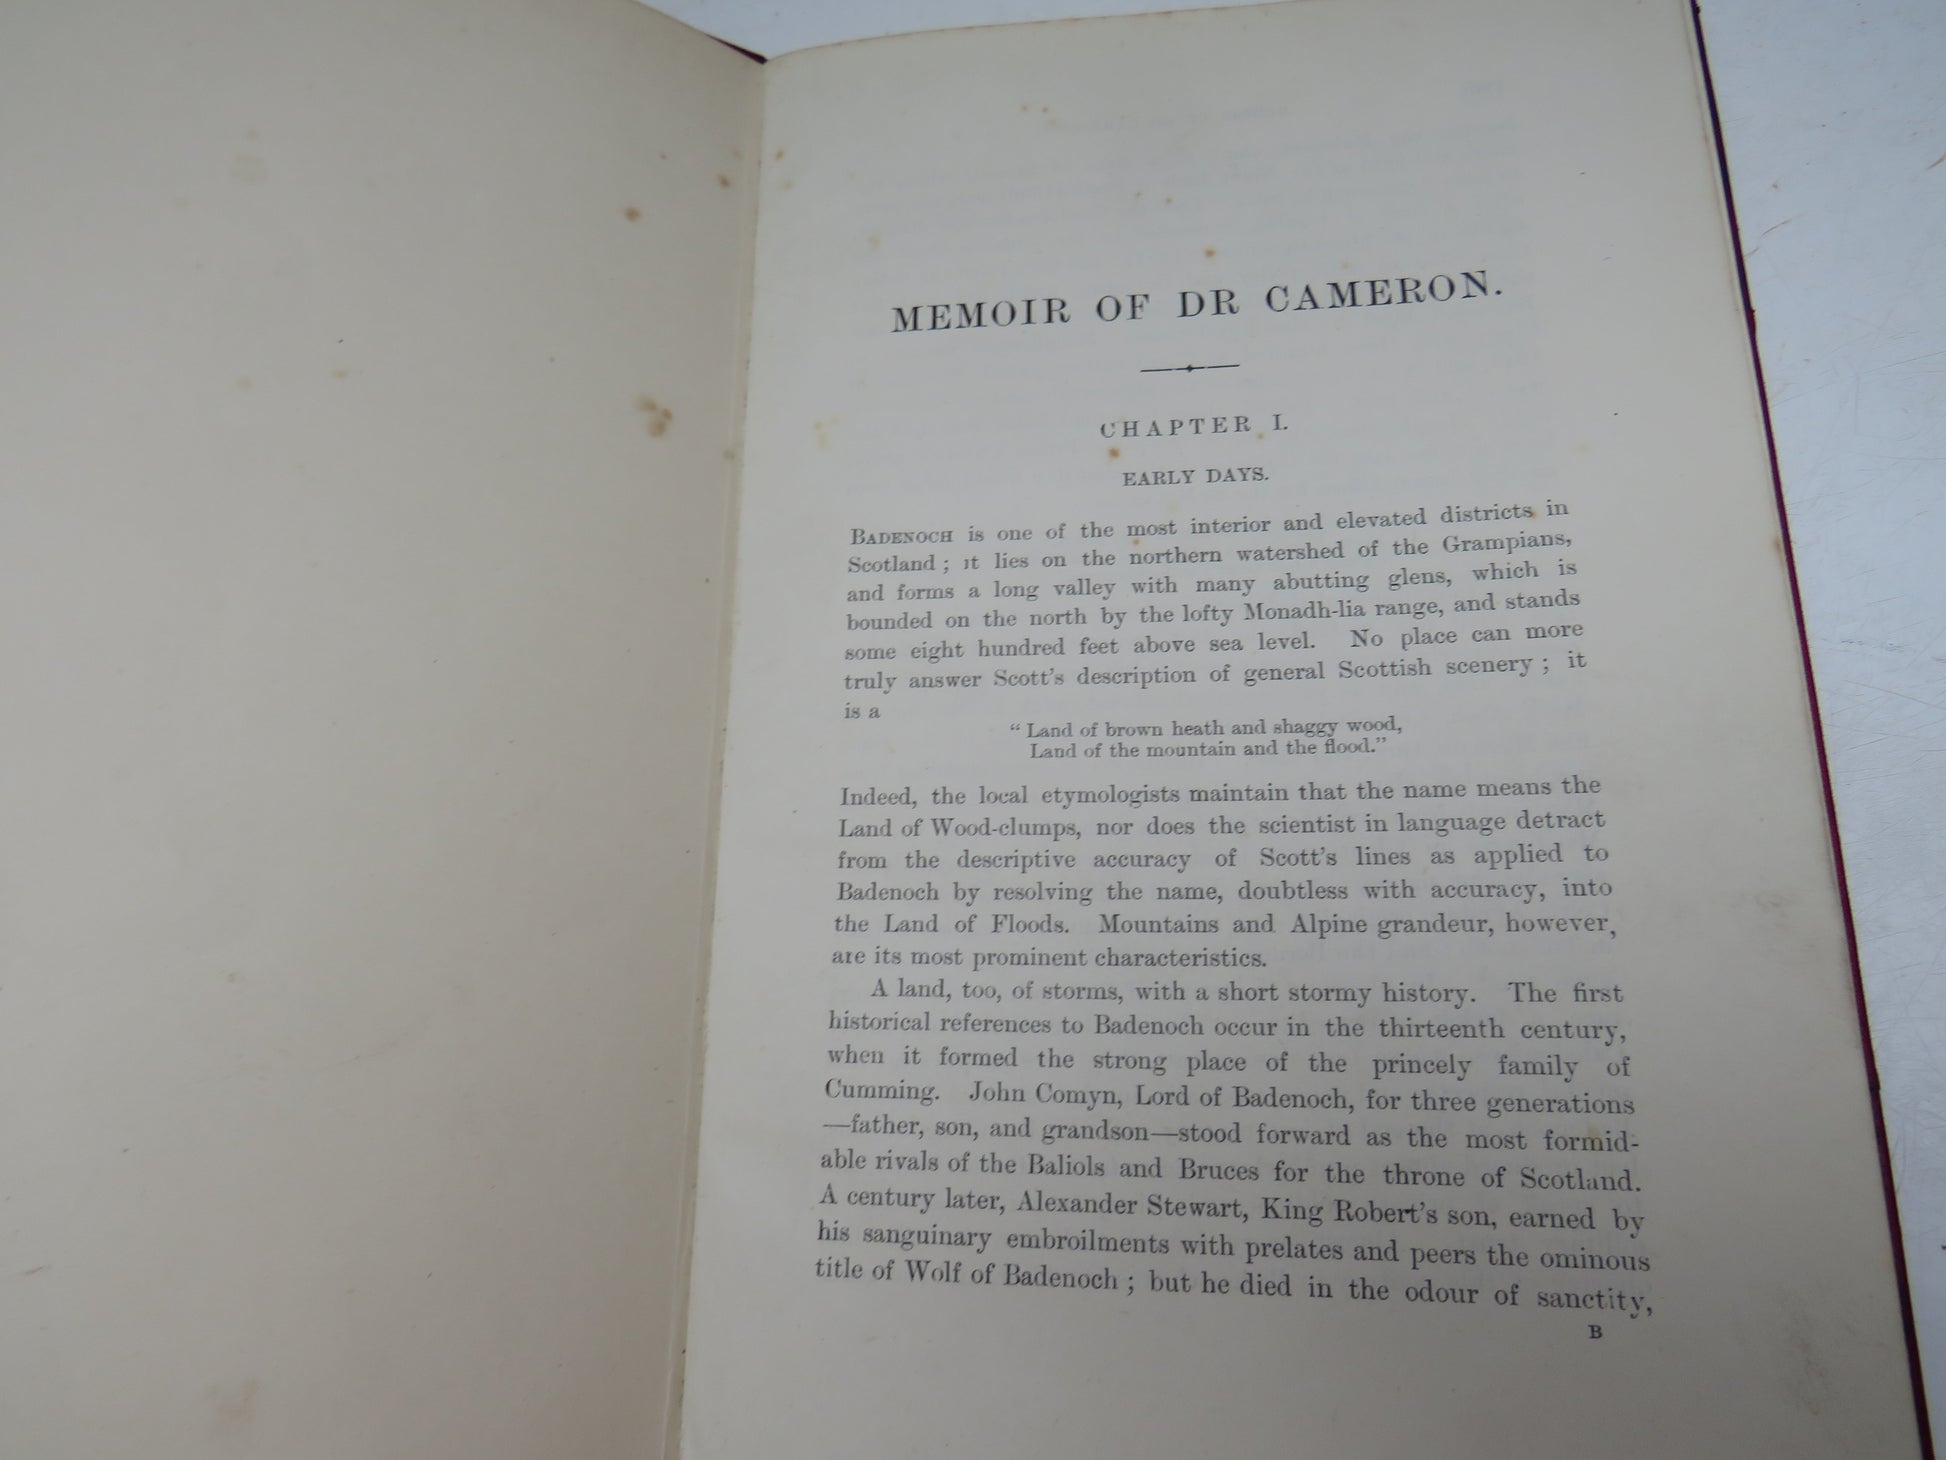 MEMOIR OF DR CAMERON.
CHAPTER I.
EARLY DAYS.
BADENOCH is one of the most interior and elevated districts in
Scotland ; it lies on the northern watershed of the Grampians,
and forms a long valley with many abutting glens, which is
bounded on the north by the lofty Monadh-lia range, and stands
some eight hundred feet above sea level. No place can more
truly answer Scott's description of general Scottish scenery ; it
is a
“ Land of brown heath and shaggy wood,
Land of the mountain and the flood.”
Indeed, the local etymologists maintain that the name means the
Land of Wood-clumps, nor does the scientist in language detract
from the descriptive accuracy of Scott's lines as applied to
Badenoch by resolving the name, doubtless with accuracy, into
the Land of Floods. Mountains and Alpine grandeur, however,
are its most prominent characteristics.
A land, too, of storms, with a short stormy history. The first
historical references to Badenoch occur in the thirteenth century,
when it formed the strong place of the princely family of
Cumming. John Comyn, Lord of Badenoch, for three generations
—father, son, and grandson—stood forward as the most formid-
able rivals of the Baliols and Bruces for the throne of Scotland.
A century later, Alexander Stewart, King Robert's son, earned by
his sanguinary embroilments with prelates and peers the ominous
title of Wolf of Badenoch ; but he died in the odour of sanctity,
B